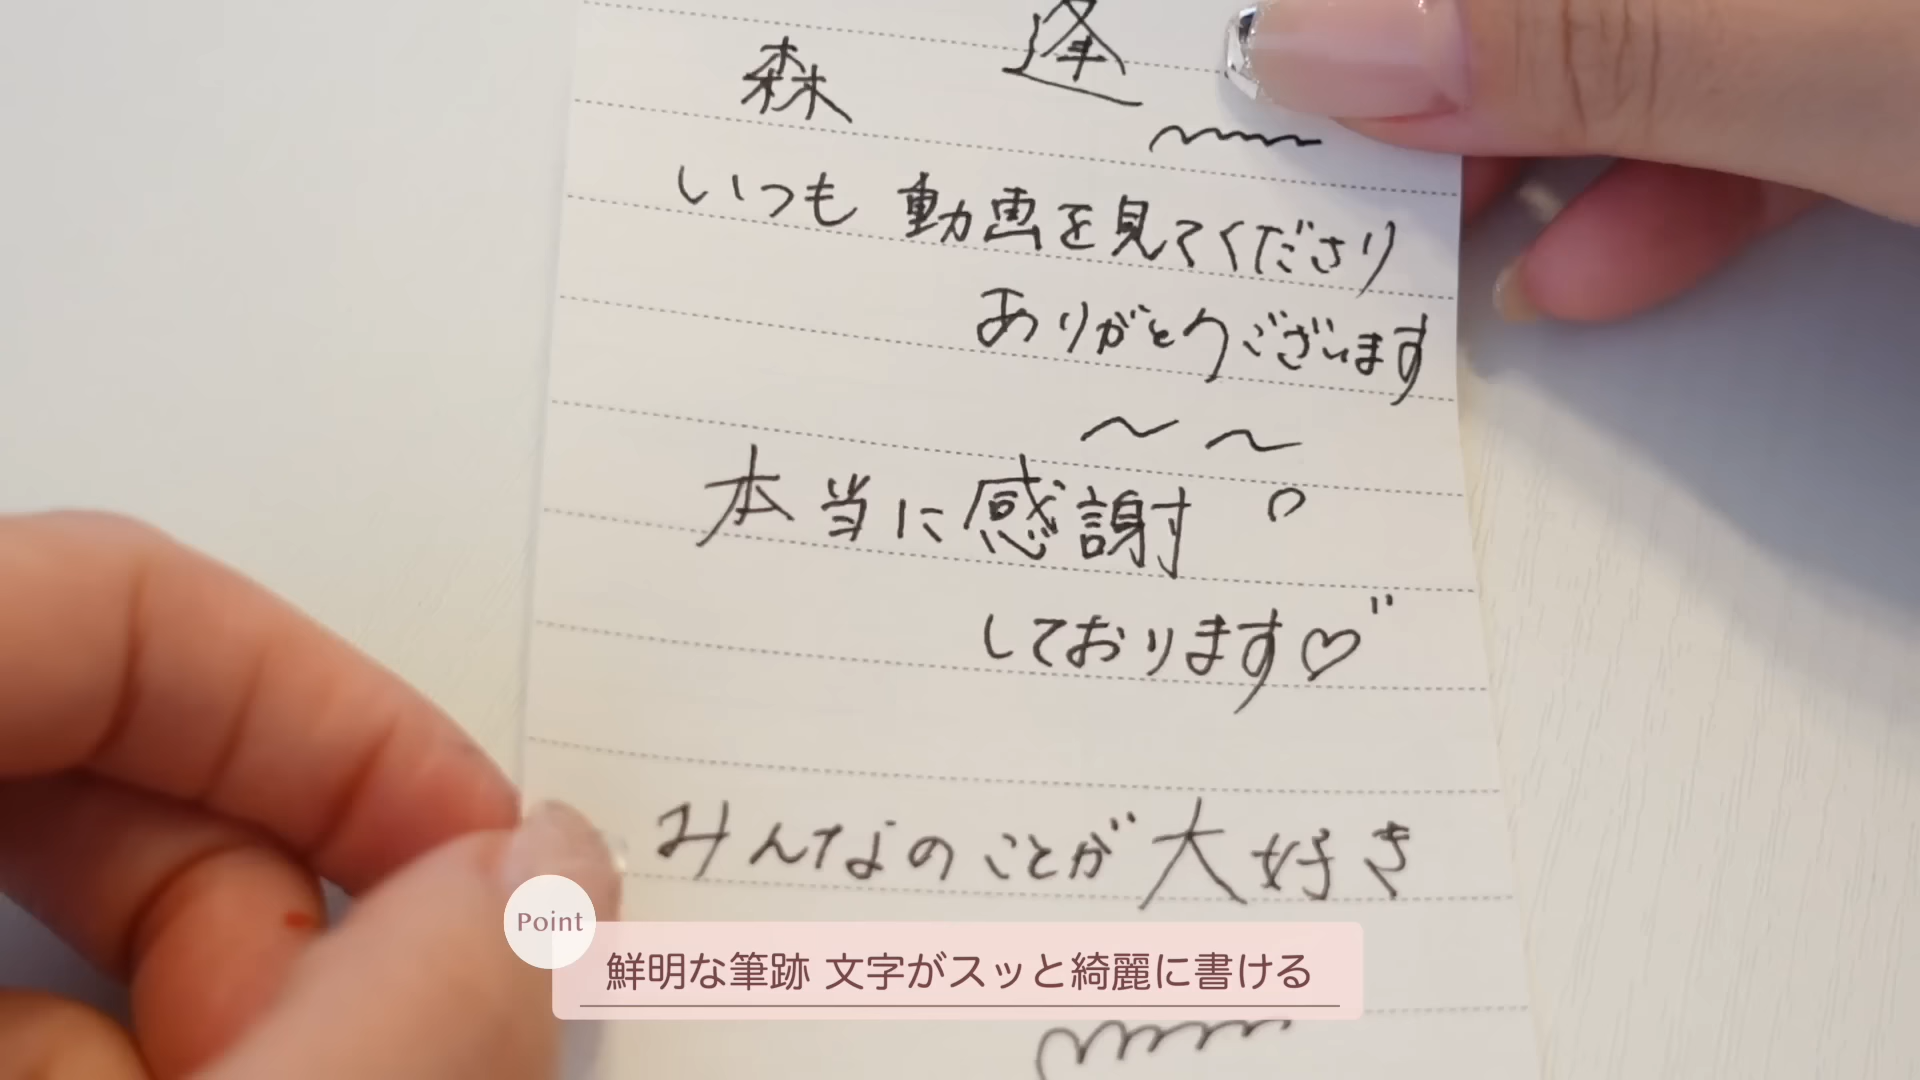 逢
森
いつも動画を見てくださり
ありがとうございます
本当に感謝
しております♡"
みんなのことが大好き
Point
鮮明な筆跡 文字がスッと綺麗に書ける